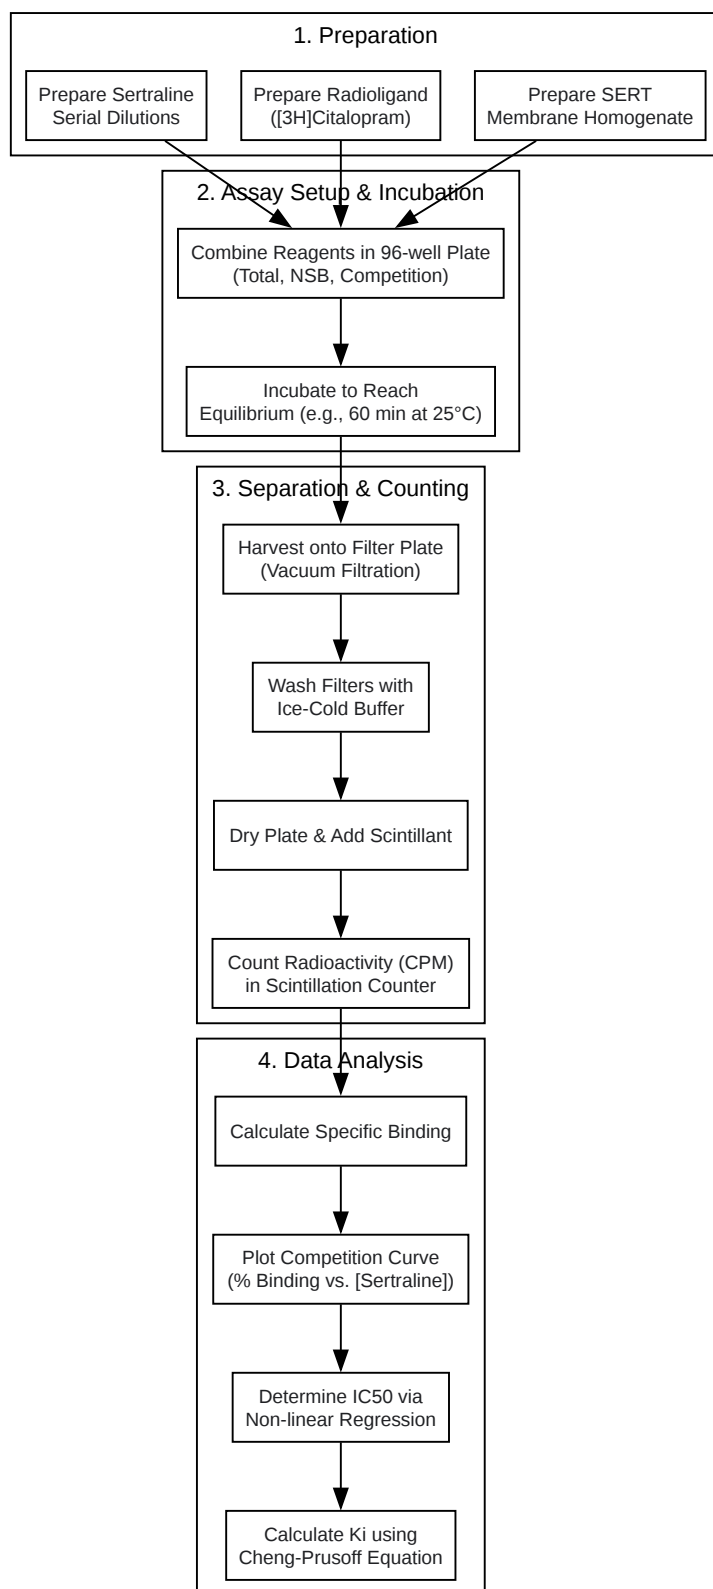 1. Preparation
Prepare Sertraline
Serial Dilutions
Prepare Radioligand
([3H]Citalopram)
Prepare SERT
Membrane Homogenate
2. Assay Setup & Incubation
Combine Reagents in 96-well Plate
(Total, NSB, Competition)
Incubate to Reach
Equilibrium (e.g., 60 min at 25°C)
3. Separation & Counting
Harvest onto Filter Plate
(Vacuum Filtration)
Wash Filters with
Ice-Cold Buffer
Dry Plate & Add Scintillant
Count Radioactivity (CPM)
in Scintillation Counter
4. Data Analysis
Calculate Specific Binding
Plot Competition Curve
(% Binding vs. [Sertraline])
Determine IC50 via
Non-linear Regression
Calculate Ki using
Cheng-Prusoff Equation